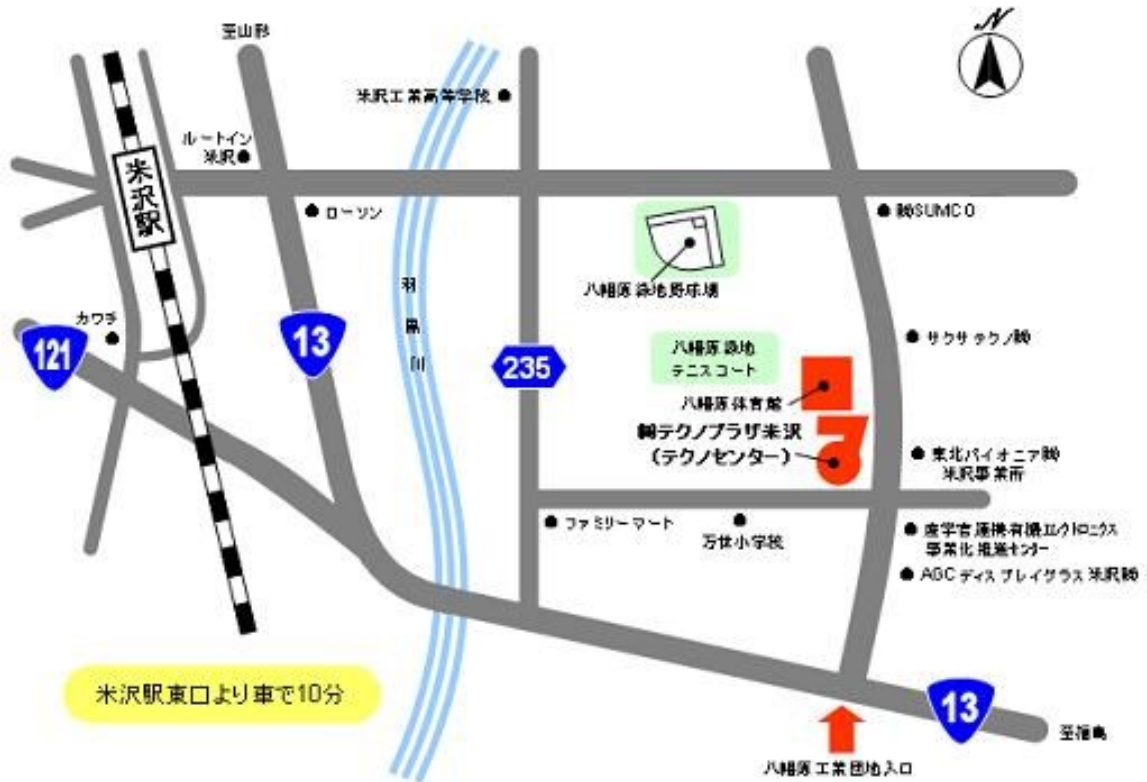 至山形
N
米沢工業高等学校
ルートイン
米沢
米沢駅
ローソン
㈱SUMCO
羽黒川
八幡原緑地野球場
カワチ
121
13
235
サクサテクノ㈱
八幡原緑地
テニスコート
八幡原体育館
㈱テクノプラザ米沢
(テクノセンター)
東北パイオニア㈱
米沢事業所
ファミリーマート
万世小学校
産学官連携有機エレクトロニクス
事業化推進センター
AGCディスプレイグラス米沢㈱
米沢駅東口より車で10分
13
至福島
八幡原工業団地入口